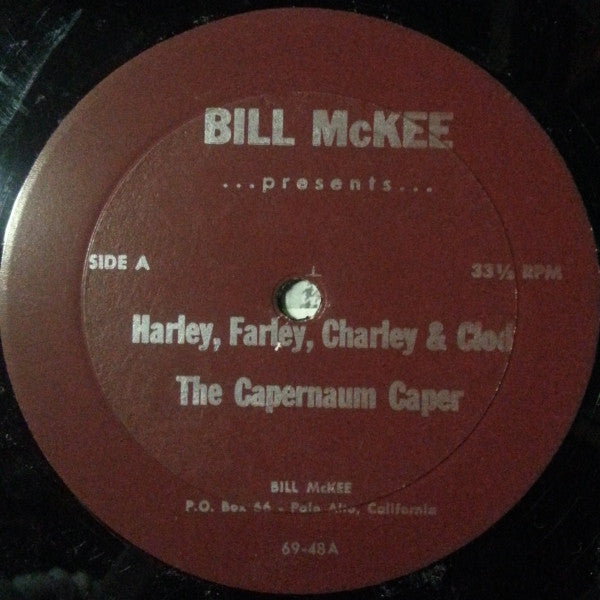 BILL McKEE
...presents...
SIDE A
33⅓ RPM
Harley, Farley, Charley & Clod
The Capernaum Caper
BILL McKEE
P.O. Box 66 - Palo Alto, California
69-48A